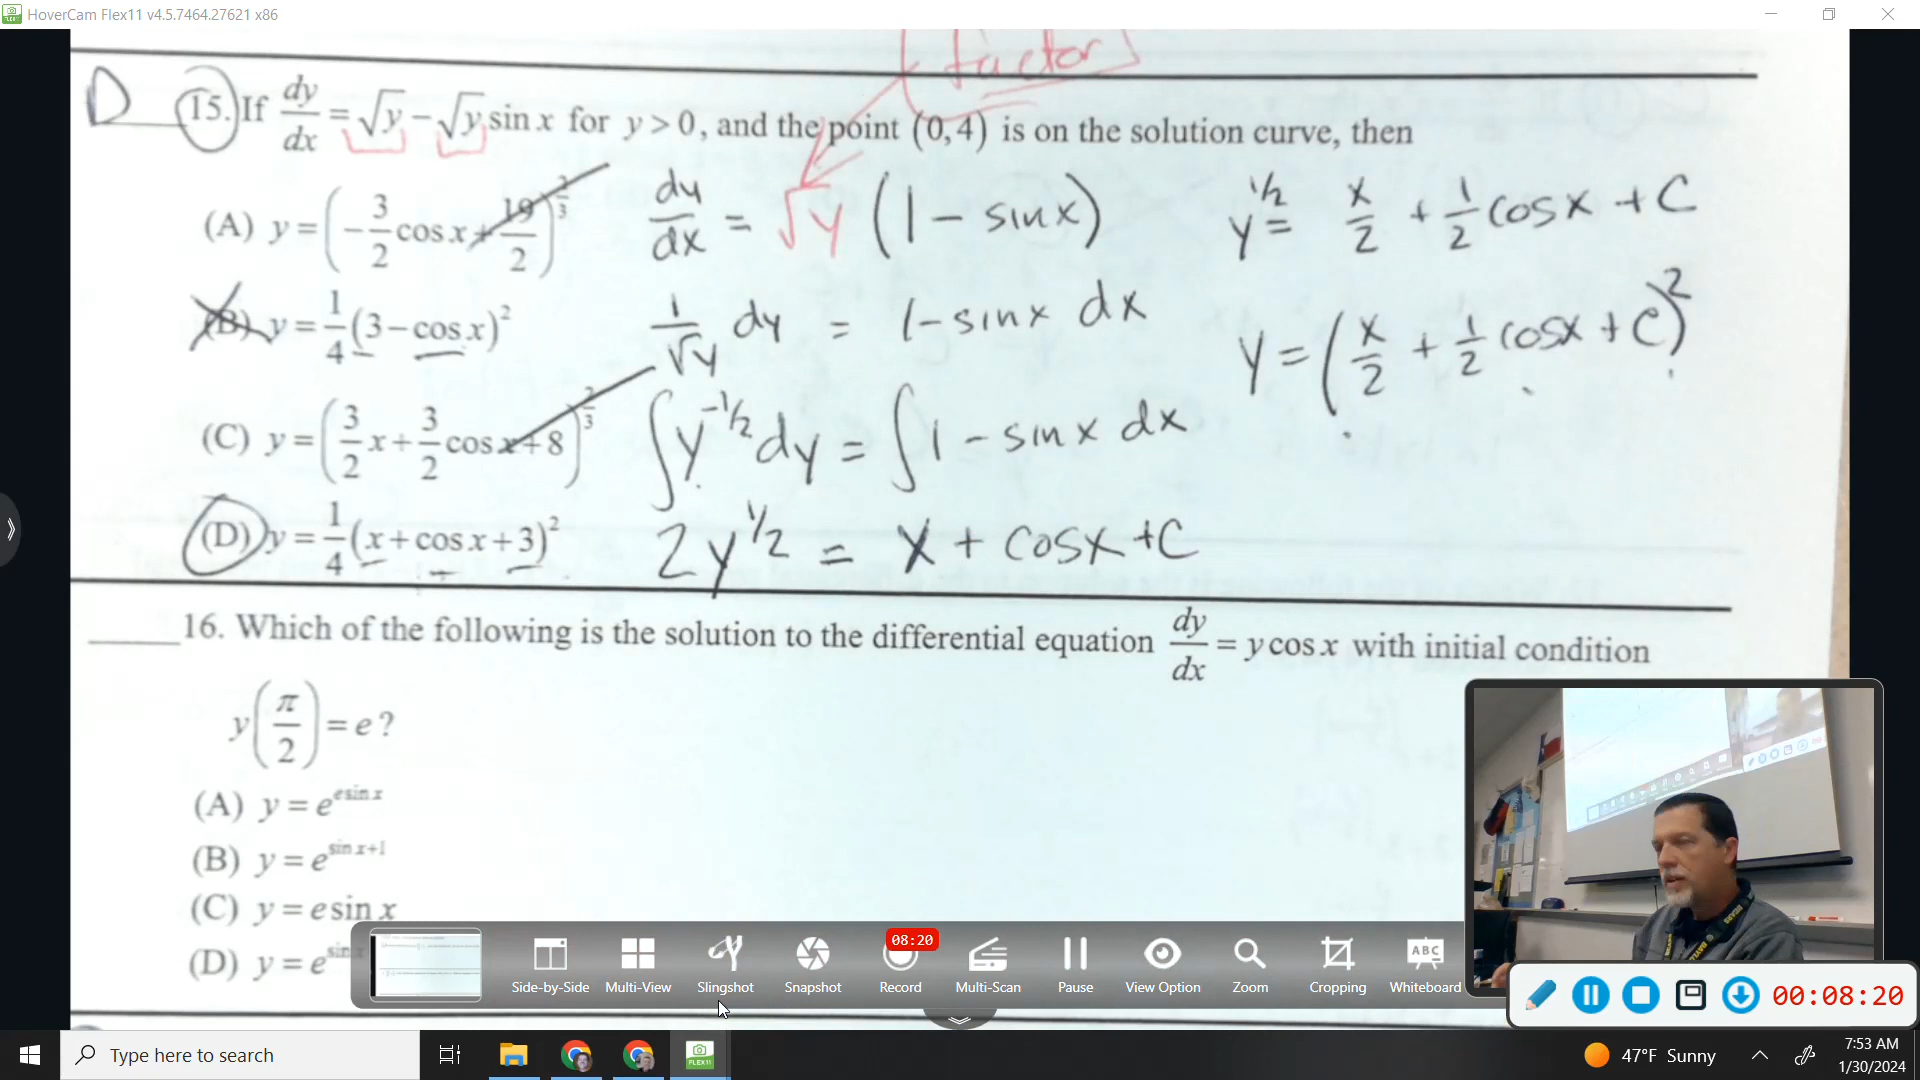 HoverCam Flex11 v4.5.7464.27621 x86
factor
D 15. If dy/dx = √y − √y sin x for y > 0, and the point (0, 4) is on the solution curve, then
(A) y = (−3/2 cos x + 19/2)^(2/3)
dy/dx = √y (1 − sin x)
y^(1/2) = x/2 + 1/2 cos x + C
(B) y = 1/4 (3 − cos x)^2
1/√y dy = 1 − sin x dx
y = (x/2 + 1/2 cos x + C)^2
(C) y = (3/2 x + 3/2 cos x + 8)^(2/3)
∫ y^(−1/2) dy = ∫ 1 − sin x dx
(D) y = 1/4 (x + cos x + 3)^2
2y^(1/2) = x + cos x + C
16. Which of the following is the solution to the differential equation dy/dx = y cos x with initial condition
y(π/2) = e?
(A) y = e^(e sin x)
(B) y = e^(sin x+1)
(C) y = e sin x
(D) y = e^sin
08:20
Side-by-Side Multi-View Slingshot Snapshot Record Multi-Scan Pause View Option Zoom Cropping Whiteboard
ABC
00:08:20
Type here to search
FLEX11
47°F Sunny
7:53 AM
1/30/2024